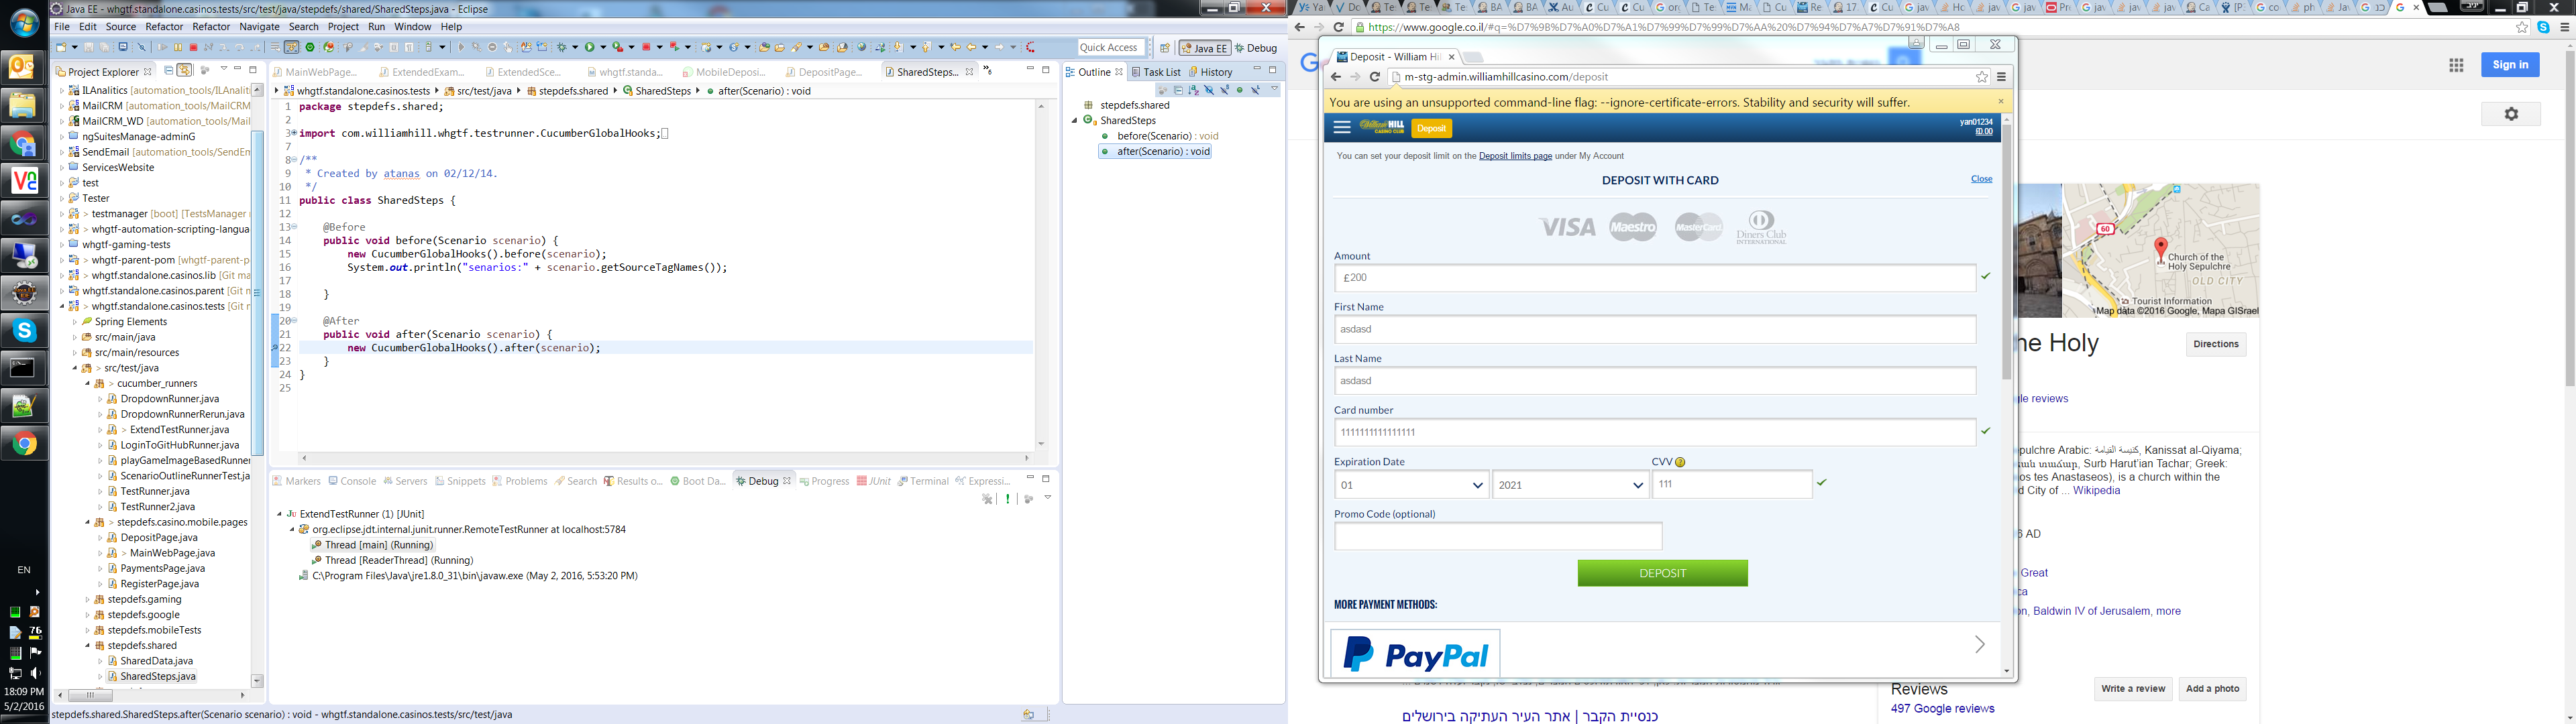 Java EE - whgtf.standalone.casinos.tests/src/test/java/stepdefs/shared/SharedSteps.java - Eclipse
File Edit Source Refactor Refactor Navigate Search Project Run Window Help
Quick Access
Java EE
Debug
Project Explorer
ILAnalitics [automation_tools/ILAnalit
MailCRM [automation_tools/MailCRM
MailCRM_WD [automation_tools/Mail
ngSuitesManage-adminG
SendEmail [automation_tools/SendEm
ServicesWebsite
test
Tester
> testmanager [boot] [TestsManager
> whgtf-automation-scripting-langua
whgtf-gaming-tests
whgtf-parent-pom [whgtf-parent-p
> whgtf.standalone.casinos.lib [Git ma
whgtf.standalone.casinos.parent [Git m
> whgtf.standalone.casinos.tests [Git r
Spring Elements
src/main/java
src/main/resources
> src/test/java
> cucumber_runners
DropdownRunner.java
DropdownRunnerRerun.java
> ExtendTestRunner.java
LoginToGitHubRunner.java
playGameImageBasedRunner
ScenarioOutlineRunnerTest.ja
TestRunner.java
TestRunner2.java
> stepdefs.casino.mobile.pages
DepositPage.java
> MainWebPage.java
PaymentsPage.java
RegisterPage.java
stepdefs.gaming
stepdefs.google
stepdefs.mobileTests
stepdefs.shared
SharedData.java
SharedSteps.java
EN
76
18:09 PM
5/2/2016
MainWebPage... ExtendedExam... ExtendedSce... whgtf.standa... MobileDeposi... DepositPage... SharedSteps...
whgtf.standalone.casinos.tests src/test/java stepdefs.shared SharedSteps after(Scenario) : void
1 package stepdefs.shared;
2
3 import com.williamhill.whgtf.testrunner.CucumberGlobalHooks;
7
8 /**
9 * Created by atanas on 02/12/14.
10 */
11 public class SharedSteps {
12
13 @Before
14 public void before(Scenario scenario) {
15 new CucumberGlobalHooks().before(scenario);
16 System.out.println("senarios:" + scenario.getSourceTagNames());
17
18 }
19
20 @After
21 public void after(Scenario scenario) {
22 new CucumberGlobalHooks().after(scenario);
23 }
24 }
25
Outline Task List History
stepdefs.shared
SharedSteps
before(Scenario) : void
after(Scenario) : void
Markers Console Servers Snippets Problems Search Results o... Boot Da... Debug Progress JUnit Terminal Expressi...
ExtendTestRunner (1) [JUnit]
org.eclipse.jdt.internal.junit.runner.RemoteTestRunner at localhost:5784
Thread [main] (Running)
Thread [ReaderThread] (Running)
C:\Program Files\Java\jre1.8.0_31\bin\javaw.exe (May 2, 2016, 5:53:20 PM)
stepdefs.shared.SharedSteps.after(Scenario scenario) : void - whgtf.standalone.casinos.tests/src/test/java
https://www.google.co.il/#q=%D7%9B%D7%A0%D7%A1%D7%99%D7%99%D7%AA%20%D7%94%D7%A7%D7%91%D7%A8
Sign in
Deposit - William Hil
m-stg-admin.williamhillcasino.com/deposit
You are using an unsupported command-line flag: --ignore-certificate-errors. Stability and security will suffer.
William HILL
CASINO CLUB
Deposit
yan01234
£0.00
You can set your deposit limit on the Deposit limits page under My Account
DEPOSIT WITH CARD
Close
VISA Maestro MasterCard Diners Club
INTERNATIONAL
Amount
£200
First Name
asdasd
Last Name
asdasd
Card number
1111111111111111
Expiration Date
CVV
01
2021
111
Promo Code (optional)
DEPOSIT
MORE PAYMENT METHODS:
PayPal
60
Church of the
Holy Sepulchre
OLD CITY
Tourist Information
Map data ©2016 Google, Mapa GISrael
ne Holy
Directions
gle reviews
pulchre Arabic: كنيسة القيامة, Kanissat al-Qiyama;
Surb Harut'ian Tachar; Greek:
os tes Anastaseos), is a church within the
d City of ... Wikipedia
6 AD
Great
ca
on, Baldwin IV of Jerusalem, more
Reviews
497 Google reviews
Write a review
Add a photo
כנסיית הקבר | אתר העיר העתיקה בירושלים